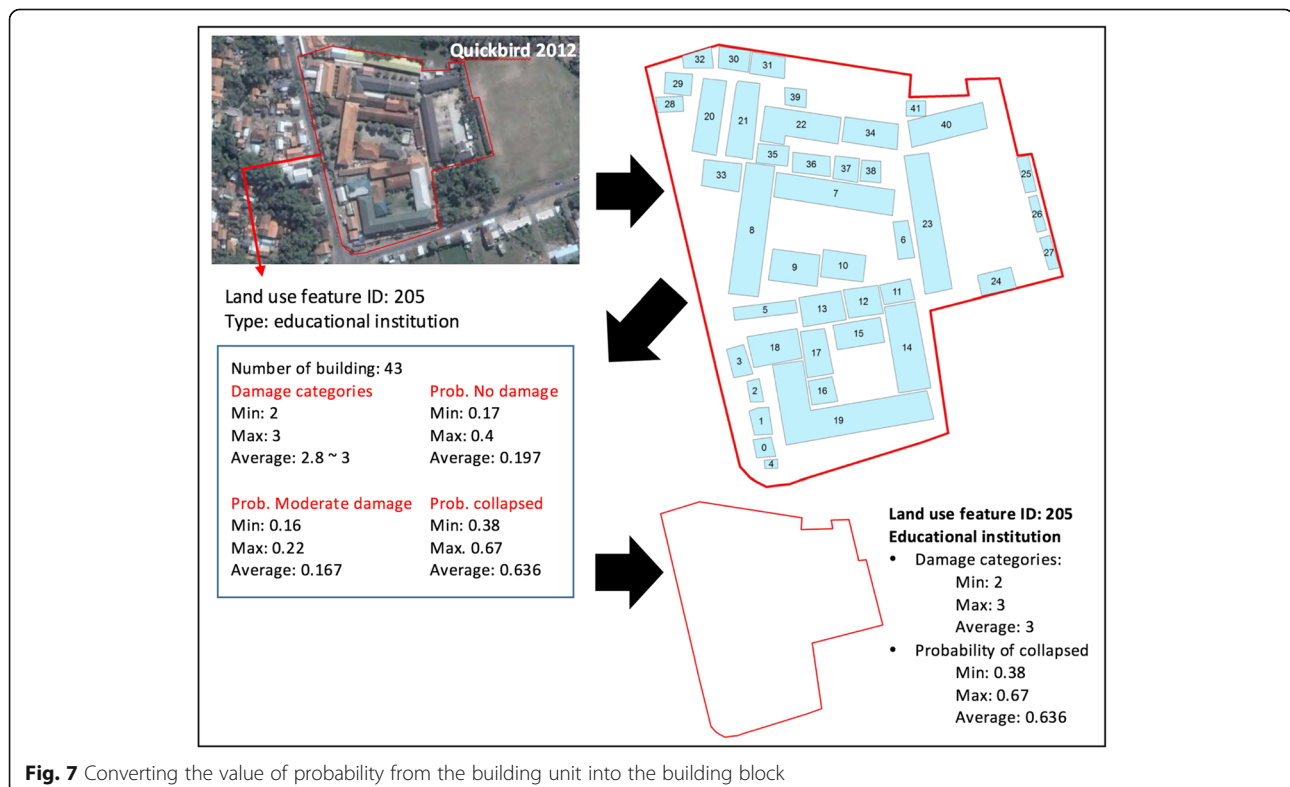 Quickbird 2012
Land use feature ID: 205
Type: educational institution
Number of building: 43
Damage categories
Min: 2
Max: 3
Average: 2.8 ~ 3
Prob. No damage
Min: 0.17
Max: 0.4
Average: 0.197
Prob. Moderate damage
Min: 0.16
Max: 0.22
Average: 0.167
Prob. collapsed
Min: 0.38
Max. 0.67
Average: 0.636
32
30
31
29
28
39
20
21
22
34
41
40
35
36
37
38
33
7
8
23
25
26
27
6
9
10
24
11
12
13
5
15
14
18
17
3
16
2
1
19
0
4
Land use feature ID: 205
Educational institution
• Damage categories:
Min: 2
Max: 3
Average: 3
• Probability of collapsed
Min: 0.38
Max: 0.67
Average: 0.636
Fig. 7 Converting the value of probability from the building unit into the building block